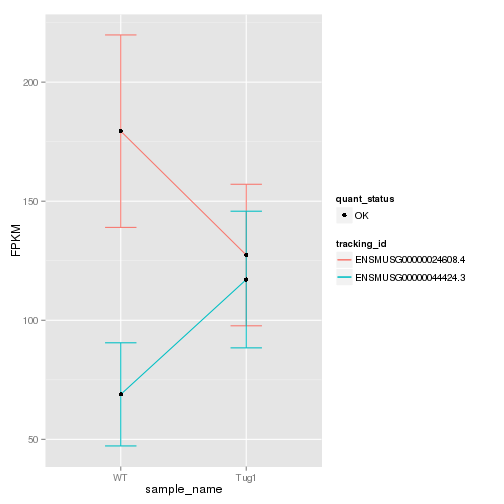 FPKM
200
150
100
50
WT
Tug1
sample_name
quant_status
OK
tracking_id
ENSMUSG00000024608.4
ENSMUSG00000044424.3